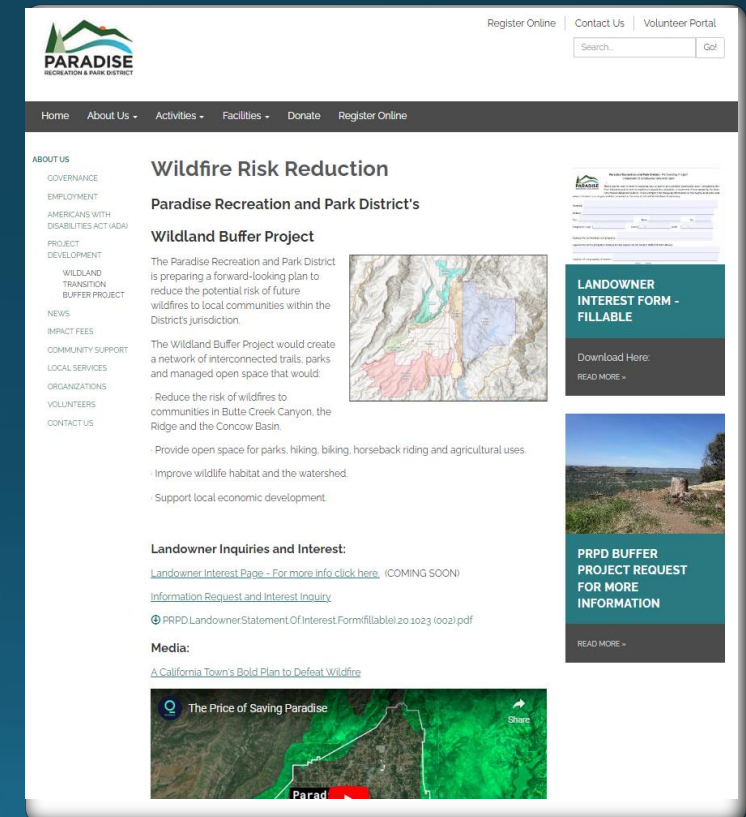 Register Online
Contact Us
Volunteer Portal
Search...
Go!
PARADISE
RECREATION & PARK DISTRICT
Home
About Us
Activities
Facilities
Donate
Register Online
ABOUT US
GOVERNANCE
EMPLOYMENT
AMERICANS WITH
DISABILITIES ACT (ADA)
PROJECT
DEVELOPMENT
WILDLAND
TRANSITION
BUFFER PROJECT
NEWS
IMPACT FEES
COMMUNITY SUPPORT
LOCAL SERVICES
ORGANIZATIONS
VOLUNTEERS
CONTACT US
Wildfire Risk Reduction
Paradise Recreation and Park District's
Wildland Buffer Project
The Paradise Recreation and Park District
is preparing a forward-looking plan to
reduce the potential risk of future
wildfires to local communities within the
District's jurisdiction.
The Wildland Buffer Project would create
a network of interconnected trails, parks
and managed open space that would:
· Reduce the risk of wildfires to
communities in Butte Creek Canyon, the
Ridge and the Concow Basin.
· Provide open space for parks, hiking, biking, horseback riding and agricultural uses.
· Improve wildlife habitat and the watershed.
· Support local economic development.
Landowner Inquiries and Interest:
Landowner Interest Page - For more info click here. (COMING SOON)
Information Request and Interest Inquiry
PRPD.Landowner.Statement.Of.Interest.Form(fillable).20.1023 (002).pdf
Media:
A California Town's Bold Plan to Defeat Wildfire
The Price of Saving Paradise
Share
Parad
PARADISE
LANDOWNER
INTEREST FORM -
FILLABLE
Download Here:
READ MORE »
PRPD BUFFER
PROJECT REQUEST
FOR MORE
INFORMATION
READ MORE »